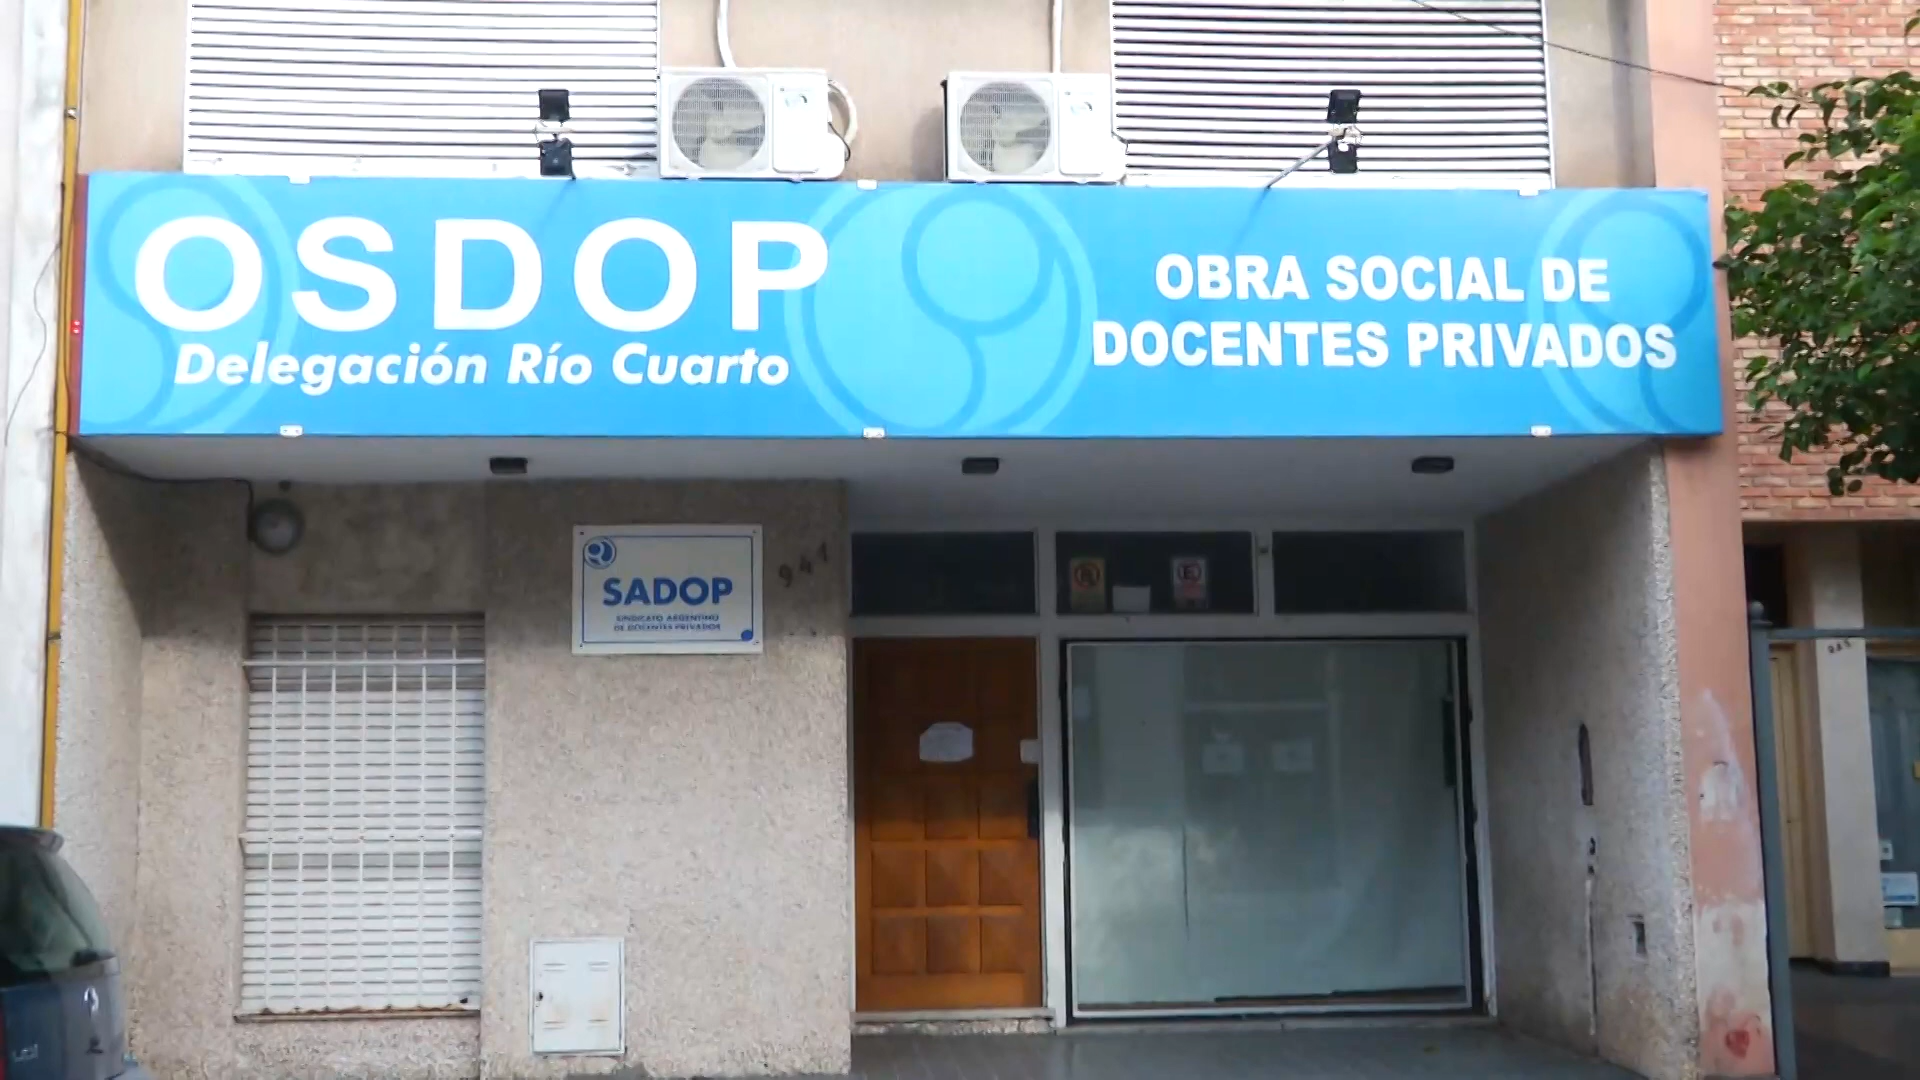 OSDOP
Delegación Río Cuarto
OBRA SOCIAL DE
DOCENTES PRIVADOS
SADOP
SINDICATO ARGENTINO
DE DOCENTES PRIVADOS
941